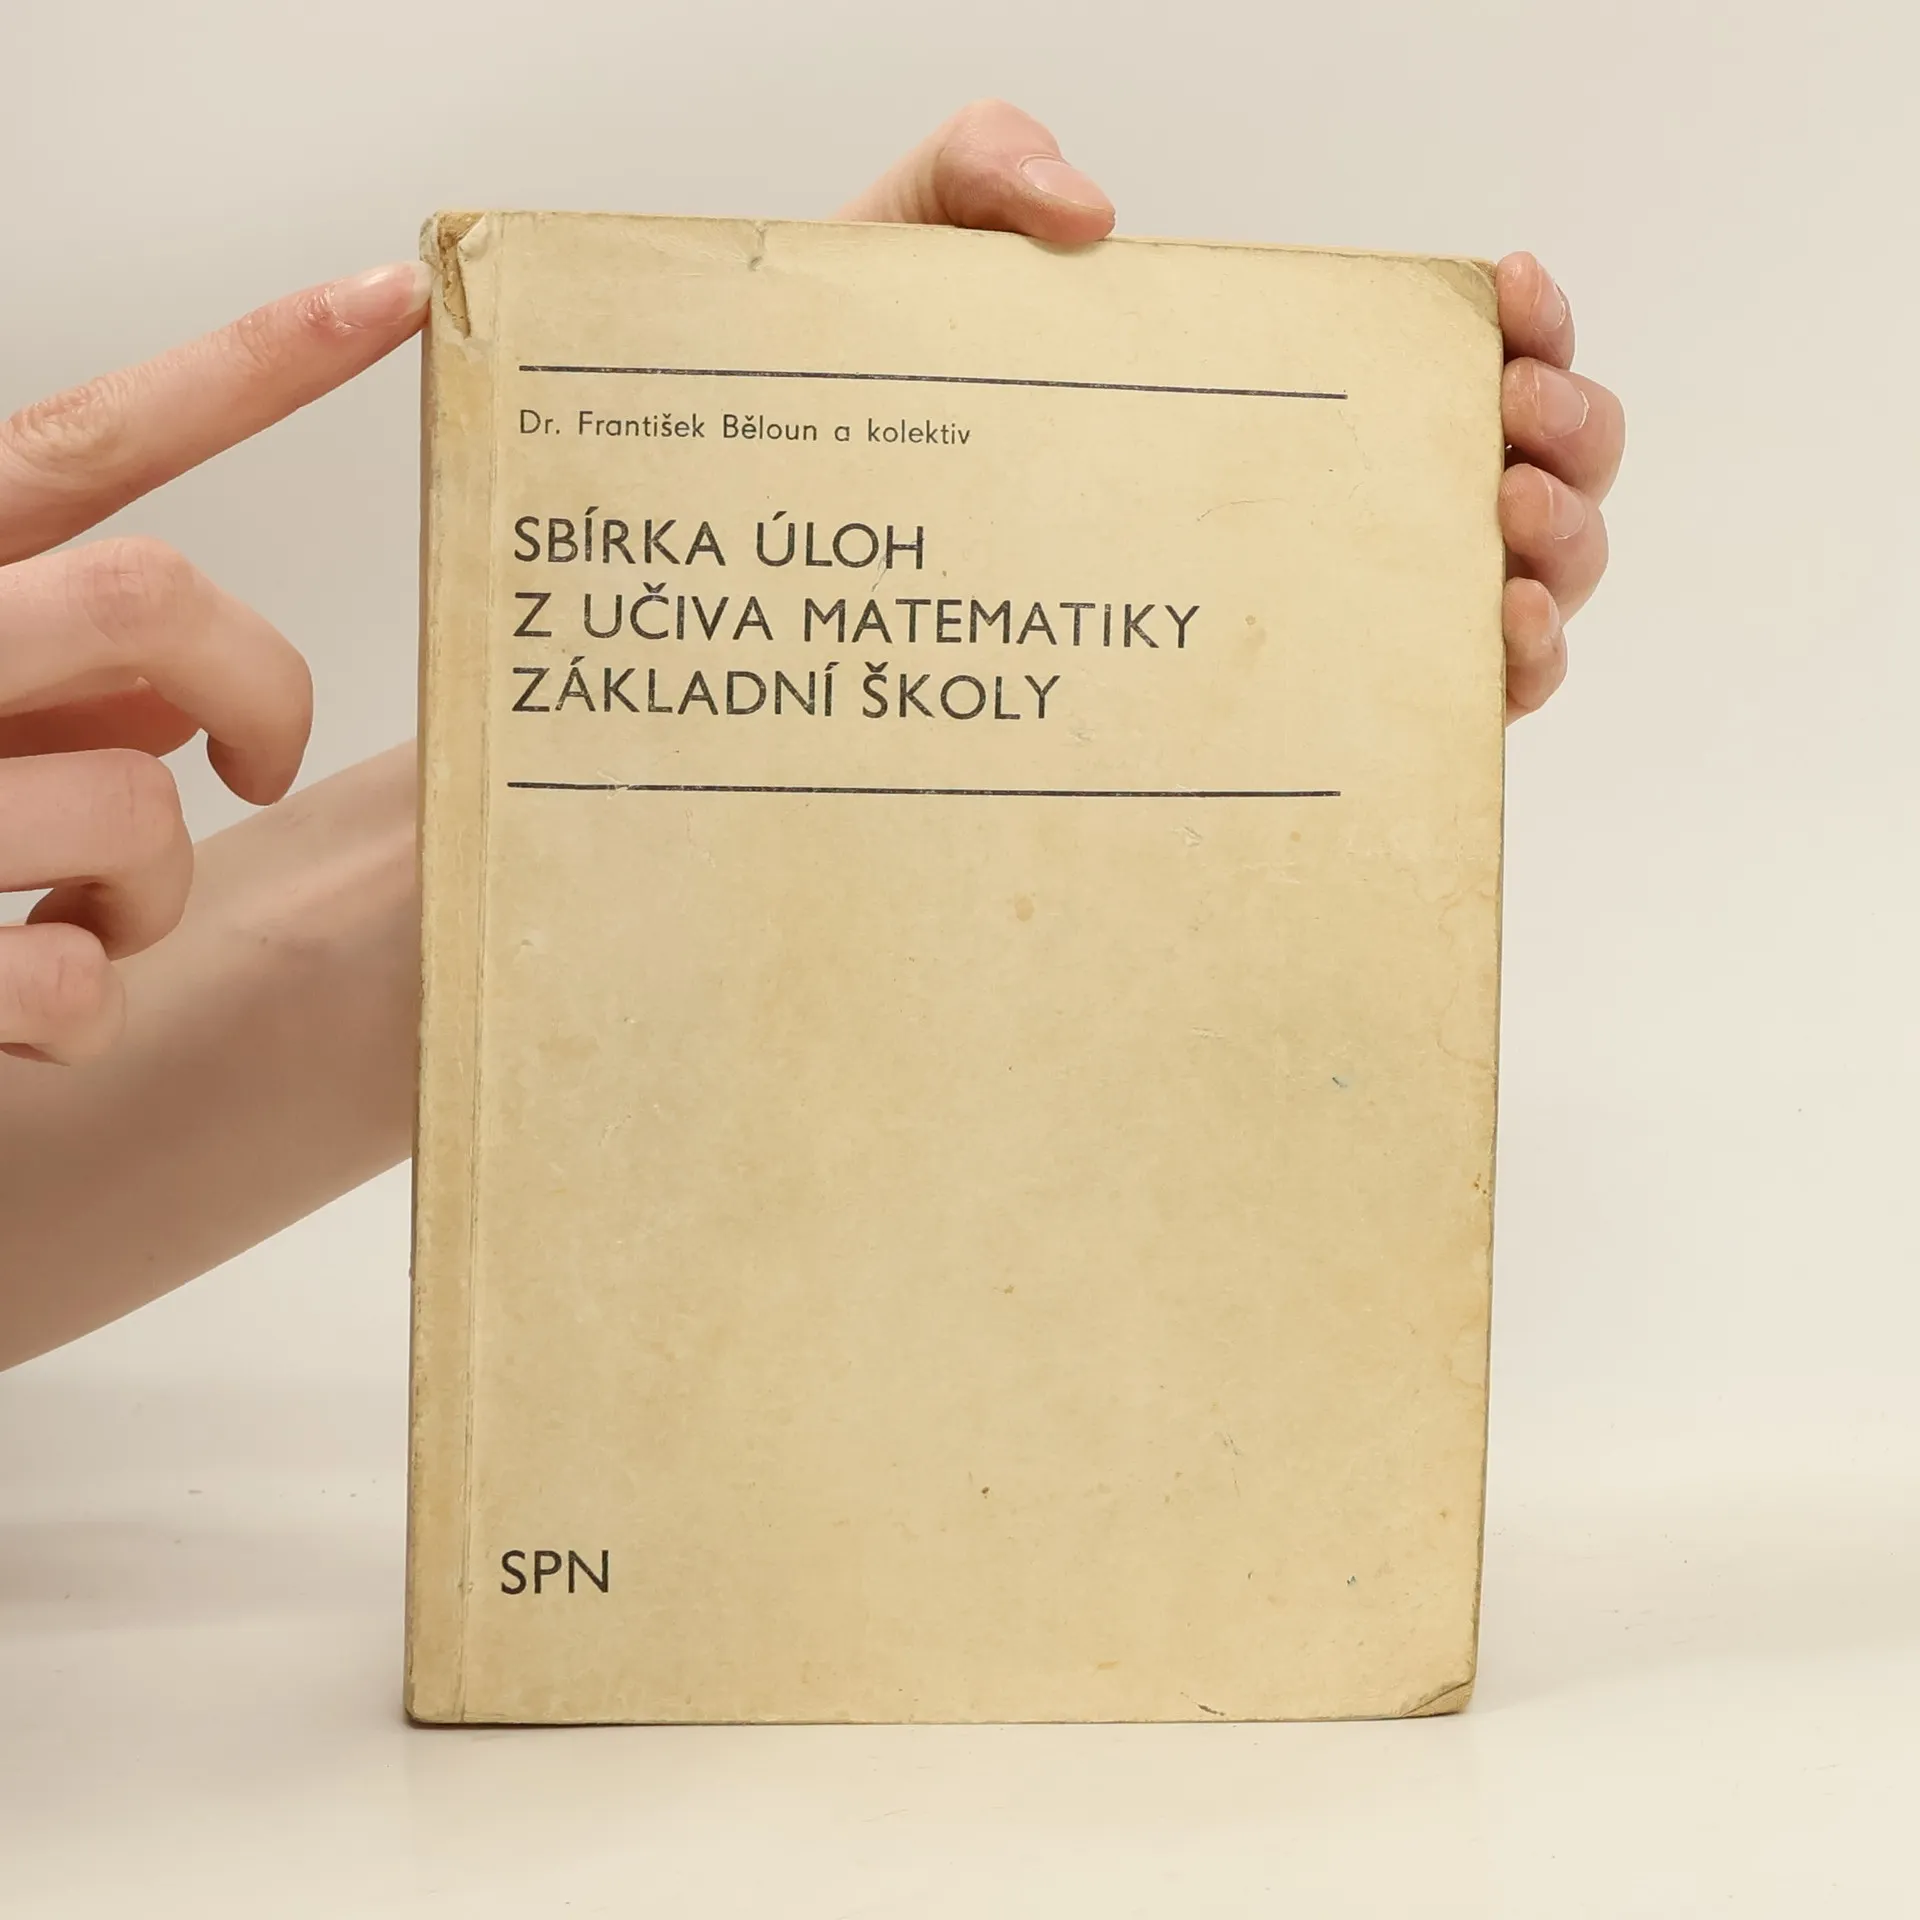 Dr. František Běloun a kolektiv
SBÍRKA ÚLOH
Z UČIVA MATEMATIKY
ZÁKLADNÍ ŠKOLY
SPN